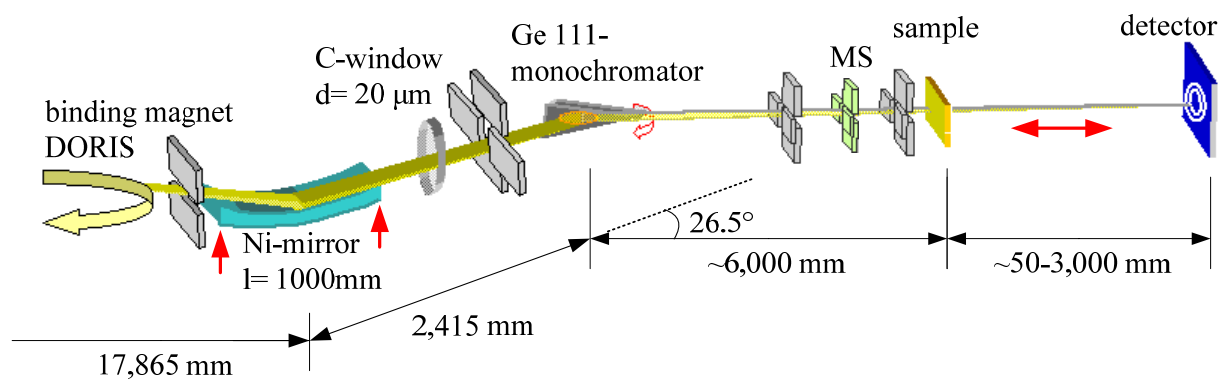 binding magnet
DORIS
C-window
d= 20 μm
Ge 111-
monochromator
MS
sample
detector
Ni-mirror
l= 1000mm
26.5°
~6,000 mm
~50-3,000 mm
2,415 mm
17,865 mm